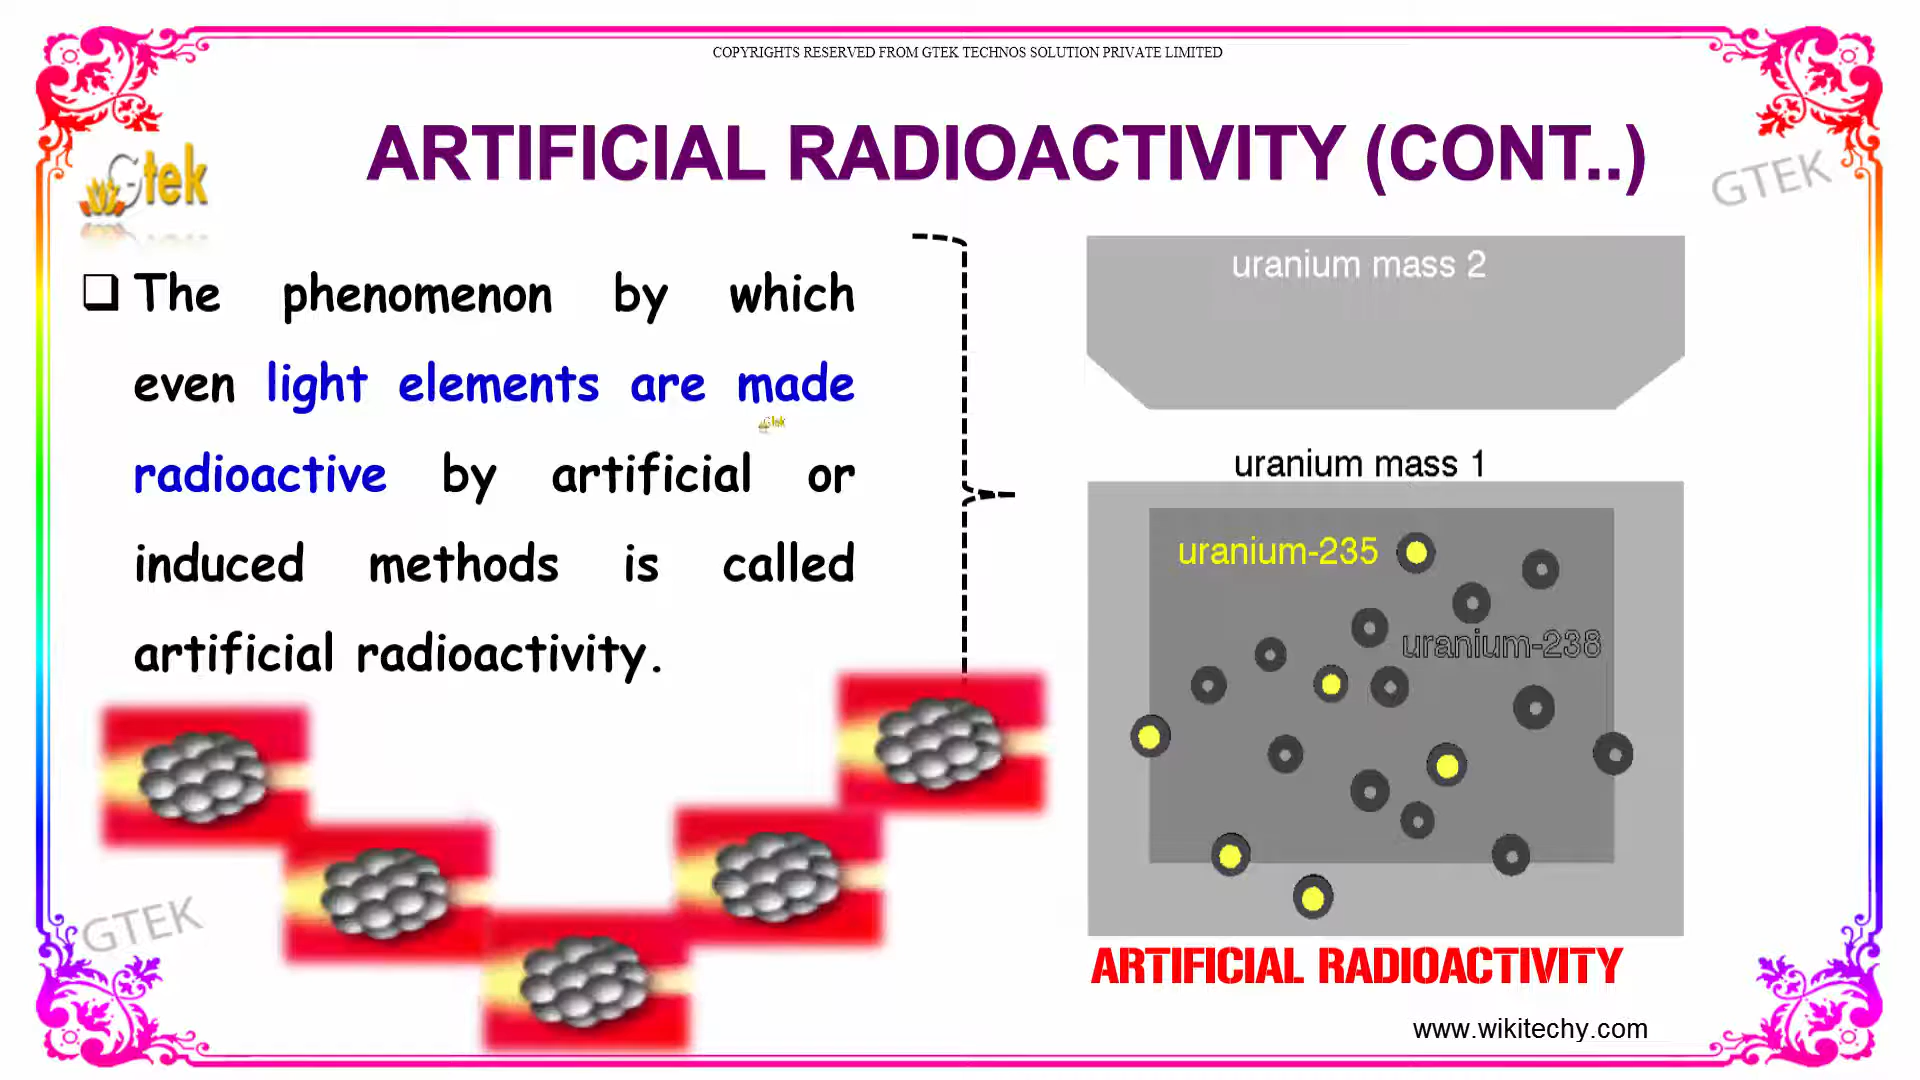 COPYRIGHTS RESERVED FROM GTEK TECHNOS SOLUTION PRIVATE LIMITED
Gtek
ARTIFICIAL RADIOACTIVITY (CONT..)
GTEK
The phenomenon by which
even light elements are made
Gtek
radioactive by artificial or
induced methods is called
artificial radioactivity.
uranium mass 2
uranium mass 1
uranium-235
uranium-238
GTEK
ARTIFICIAL RADIOACTIVITY
www.wikitechy.com